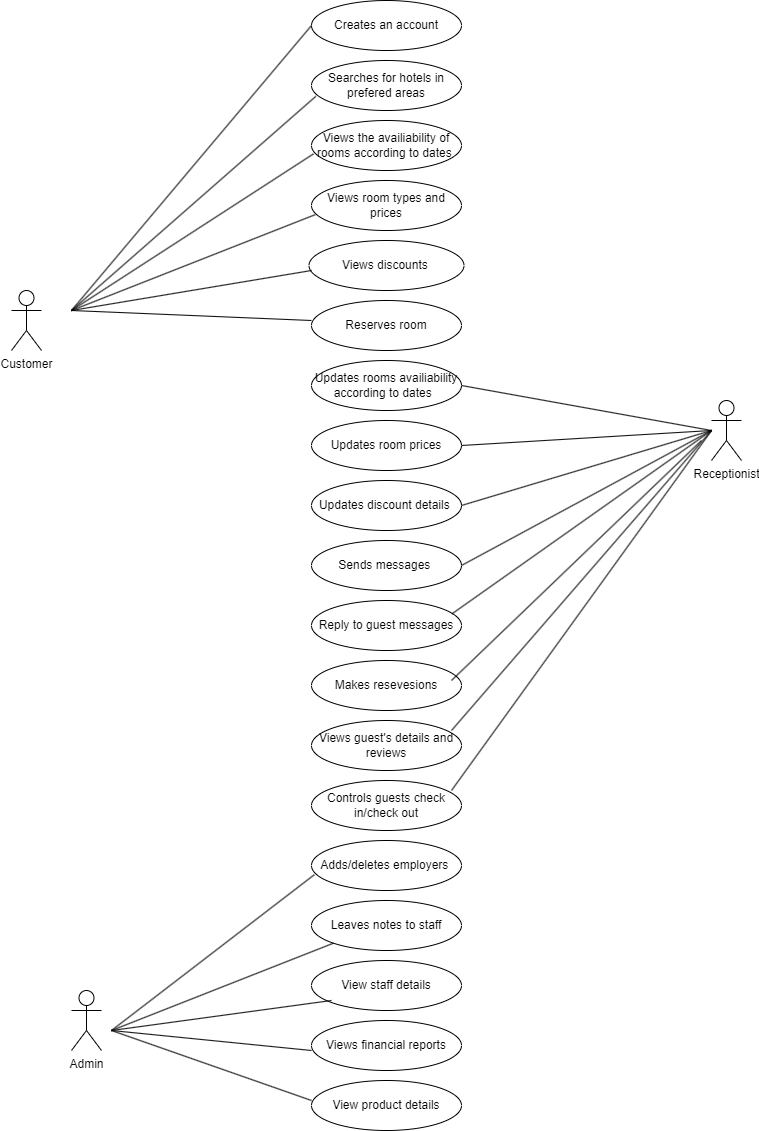 Creates an account
Searches for hotels in
prefered areas
Views the availiability of
rooms according to dates
Views room types and
prices
Views discounts
Reserves room
Customer
Updates rooms availiability
according to dates
Updates room prices
Receptionist
Updates discount details
Sends messages
Reply to guest messages
Makes resevesions
Views guest's details and
reviews
Controls guests check
in/check out
Adds/deletes employers
Leaves notes to staff
View staff details
Views financial reports
Admin
View product details